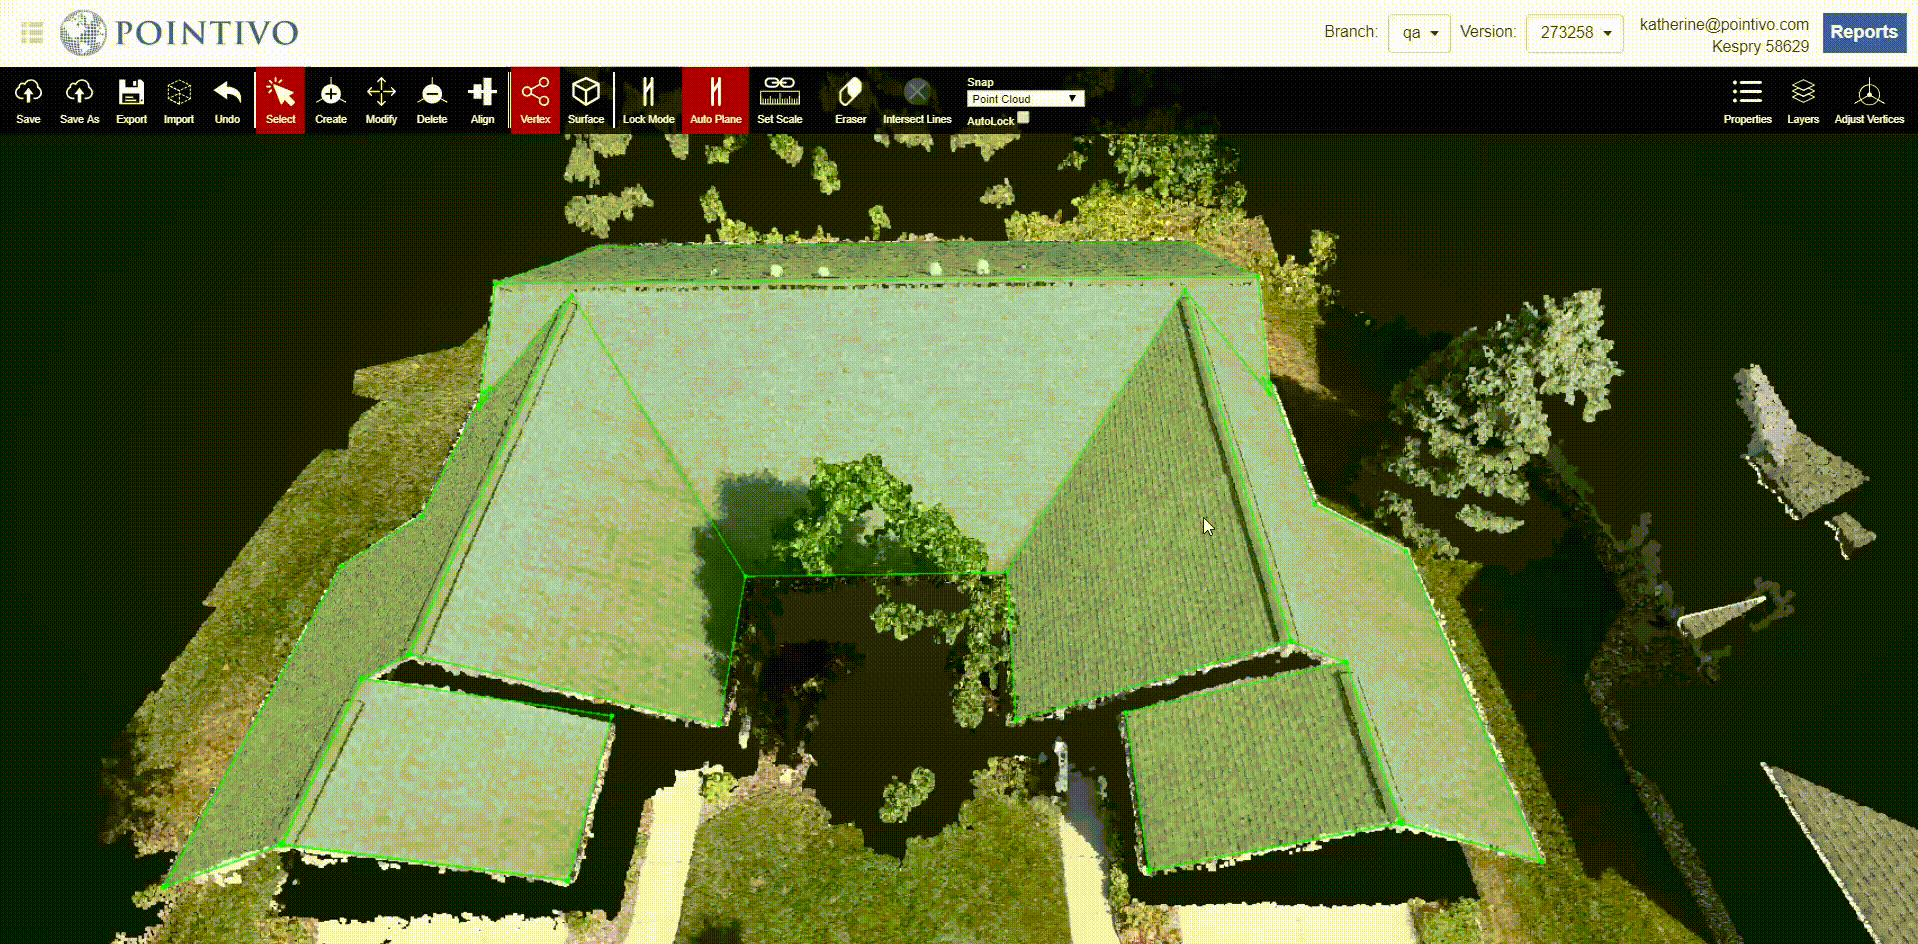 POINTIVO
Branch: qa Version: 273258
katherine@pointivo.com
Kespry 58629
Reports
Save
Save As
Export
Import
Undo
Select
Create
Modify
Delete
Align
Vertex
Surface
Lock Mode
Auto Plane
Set Scale
Eraser
Intersect Lines
Snap
Point Cloud
AutoLock
Properties
Layers
Adjust Vertices